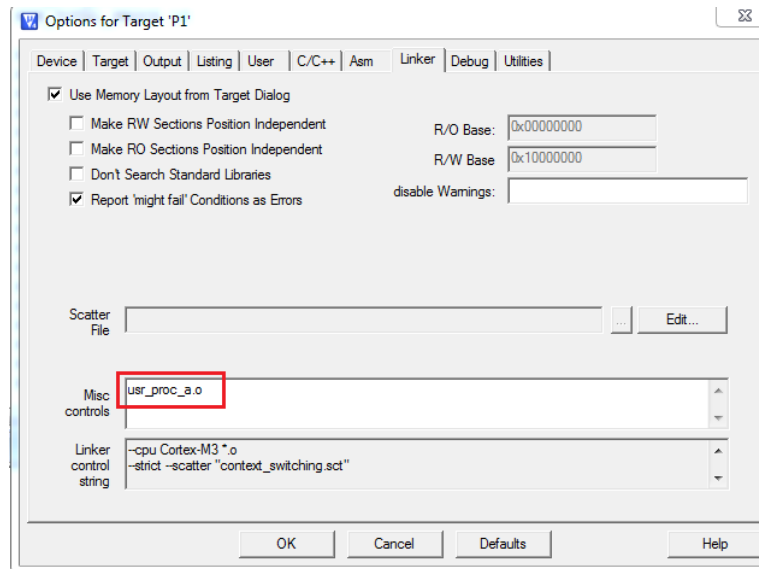 Options for Target 'P1'
Device Target Output Listing User C/C++ Asm Linker Debug Utilities
Use Memory Layout from Target Dialog
Make RW Sections Position Independent
R/O Base: 0x00000000
Make RO Sections Position Independent
R/W Base 0x10000000
Don't Search Standard Libraries
disable Warnings:
Report 'might fail' Conditions as Errors
Scatter
File
...
Edit...
Misc
controls
usr_proc_a.o
Linker
control
string
--cpu Cortex-M3 *.o
--strict --scatter "context_switching.sct"
OK Cancel Defaults Help